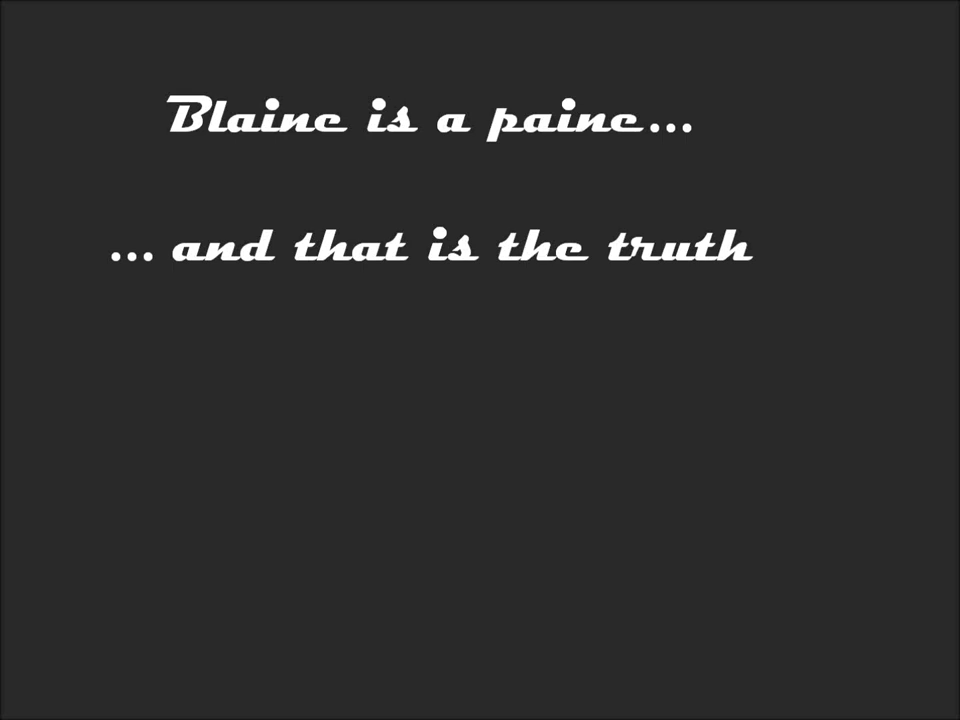 Blaine is a paine...
... and that is the truth